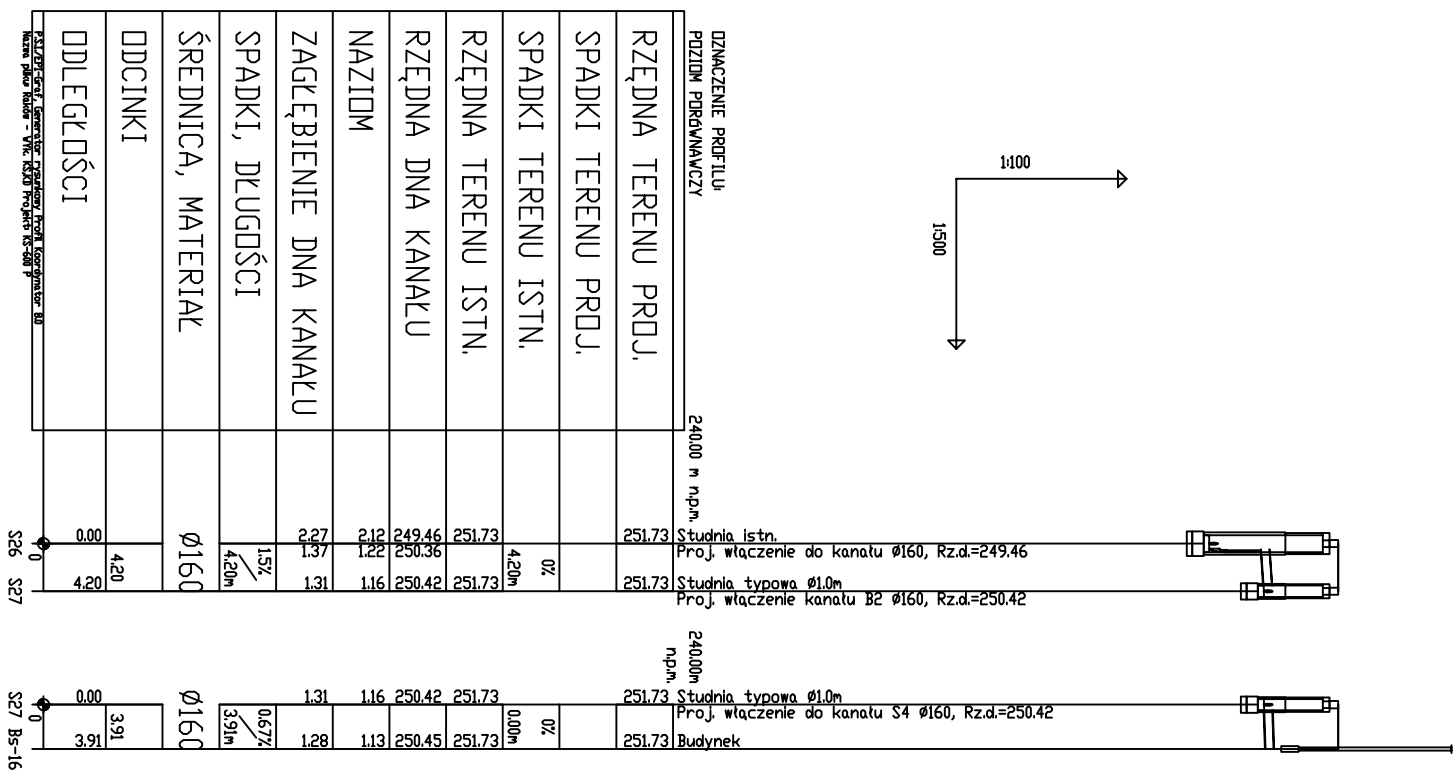 OZNACZENIE PROFILU:
POZIOM PORÓWNAWCZY
240.00 m n.p.m.
240.00m
n.p.m.
1:100
1:500
RZĘDNA TERENU PROJ.
251.73
251.73
251.73
251.73
SPADKI TERENU PROJ.
SPADKI TERENU ISTN.
0%
4.20m
0%
0.00m
RZĘDNA TERENU ISTN.
251.73
251.73
251.73
251.73
RZĘDNA DNA KANAŁU
249.46
250.36
250.42
250.42
250.45
NAZIOM
2.12
1.22
1.16
1.16
1.13
ZAGŁĘBIENIE DNA KANAŁU
2.27
1.37
1.31
1.31
1.28
SPADKI, DŁUGOŚCI
1.5%
4.20m
0.67%
3.91m
ŚREDNICA, MATERIAŁ
Ø160
Ø160
ODCINKI
4.20
3.91
ODLEGŁOŚCI
0.00
4.20
0.00
3.91
0
0
S26
S27
S27
Bs-16
Studnia istn.
Proj. włączenie do kanału Ø160, Rz.d.=249.46
Studnia typowa Ø1.0m
Proj. włączenie kanału B2 Ø160, Rz.d.=250.42
Studnia typowa Ø1.0m
Proj. włączenie do kanału S4 Ø160, Rz.d.=250.42
Budynek
Generator rysunkowy Profil Koordynator 8.0